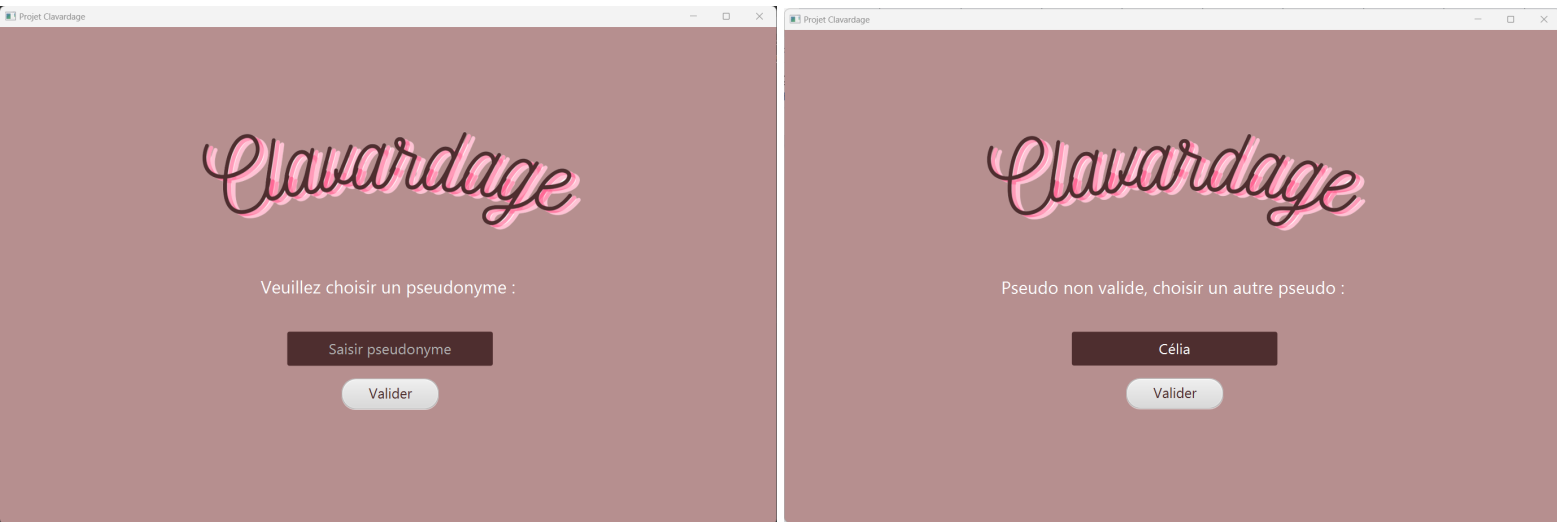 Projet Clavardage
Clavardage
Veuillez choisir un pseudonyme :
Saisir pseudonyme
Valider
Projet Clavardage
Clavardage
Pseudo non valide, choisir un autre pseudo :
Célia
Valider